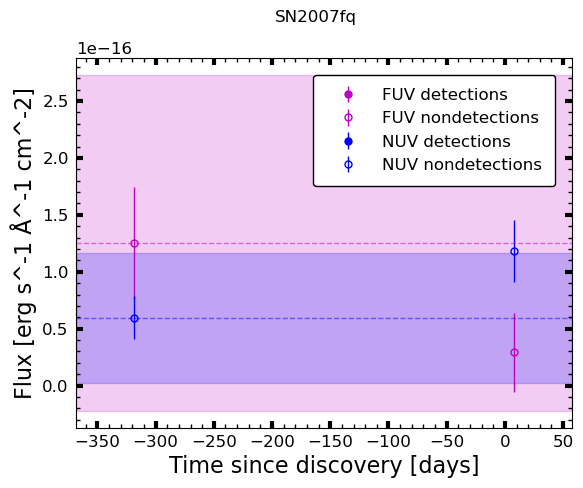 SN2007fq
1e−16
FUV detections
FUV nondetections
NUV detections
NUV nondetections
2.5
2.0
1.5
1.0
0.5
0.0
Flux [erg s^-1 Å^-1 cm^-2]
−350 −300 −250 −200 −150 −100 −50 0 50
Time since discovery [days]